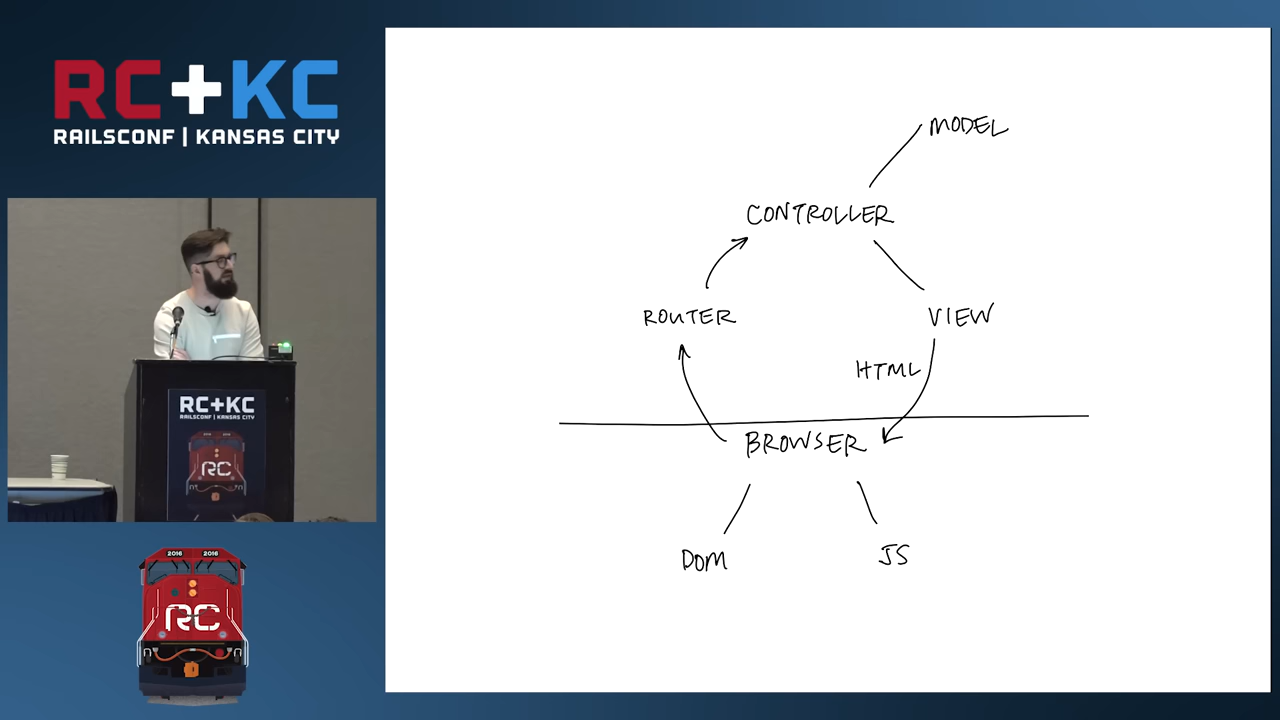 RC+KC
RAILSCONF | KANSAS CITY
RC+KC
RAILSCONF | KANSAS CITY
RC
2016 2016
RC
MODEL
CONTROLLER
ROUTER
VIEW
HTML
BROWSER
DOM
JS